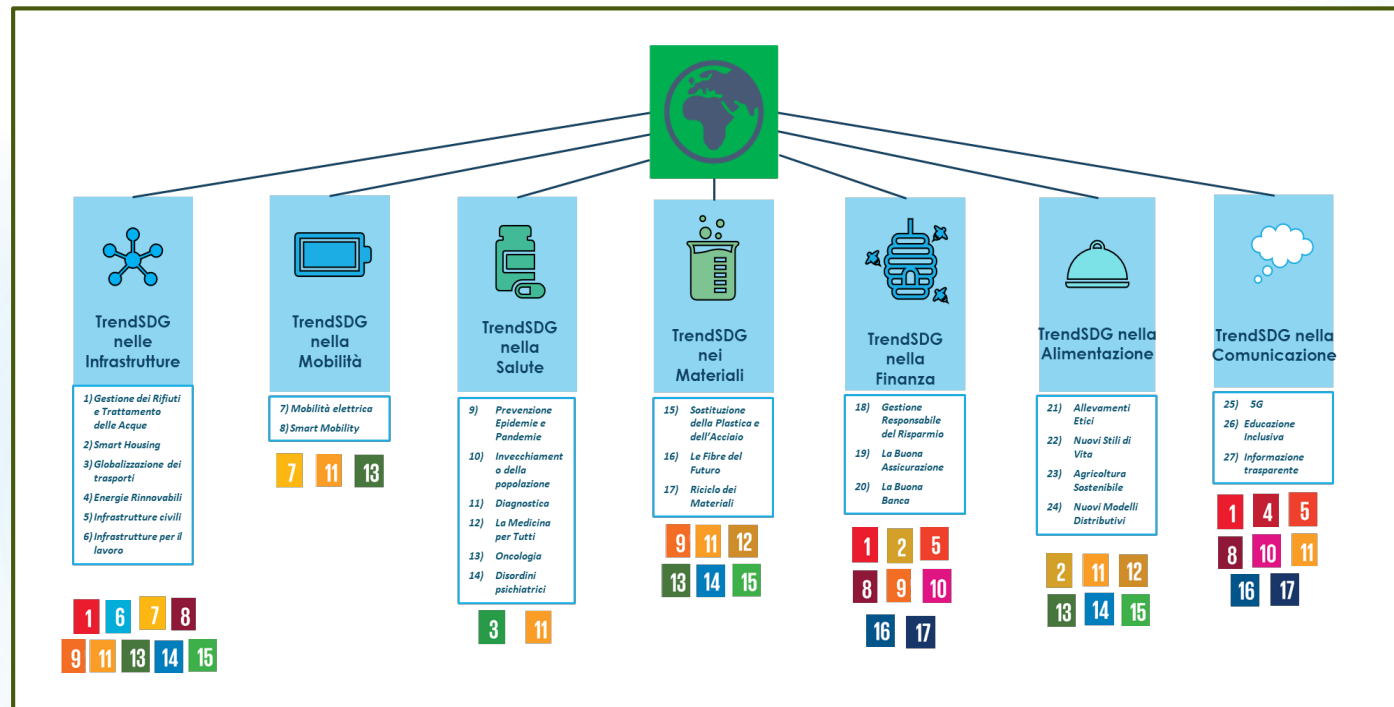 TrendSDG
nelle
Infrastrutture
1) Gestione dei Rifiuti
e Trattamento
delle Acque
2) Smart Housing
3) Globalizzazione dei
trasporti
4) Energie Rinnovabili
5) Infrastrutture civili
6) Infrastrutture per il
lavoro
1 6 7 8
9 11 13 14 15
TrendSDG
nella
Mobilità
7) Mobilità elettrica
8) Smart Mobility
7 11 13
TrendSDG
nella
Salute
9) Prevenzione
Epidemie e
Pandemie
10) Invecchiament
o della
popolazione
11) Diagnostica
12) La Medicina
per Tutti
13) Oncologia
14) Disordini
psichiatrici
3 11
TrendSDG
nei
Materiali
15) Sostituzione
della Plastica e
dell'Acciaio
16) Le Fibre del
Futuro
17) Riciclo dei
Materiali
9 11 12
13 14 15
TrendSDG
nella
Finanza
18) Gestione
Responsabile
del Risparmio
19) La Buona
Assicurazione
20) La Buona
Banca
1 2 5
8 9 10
16 17
TrendSDG nella
Alimentazione
21) Allevamenti
Etici
22) Nuovi Stili di
Vita
23) Agricoltura
Sostenibile
24) Nuovi Modelli
Distributivi
2 11 12
13 14 15
TrendSDG nella
Comunicazione
25) 5G
26) Educazione
Inclusiva
27) Informazione
trasparente
1 4 5
8 10 11
16 17